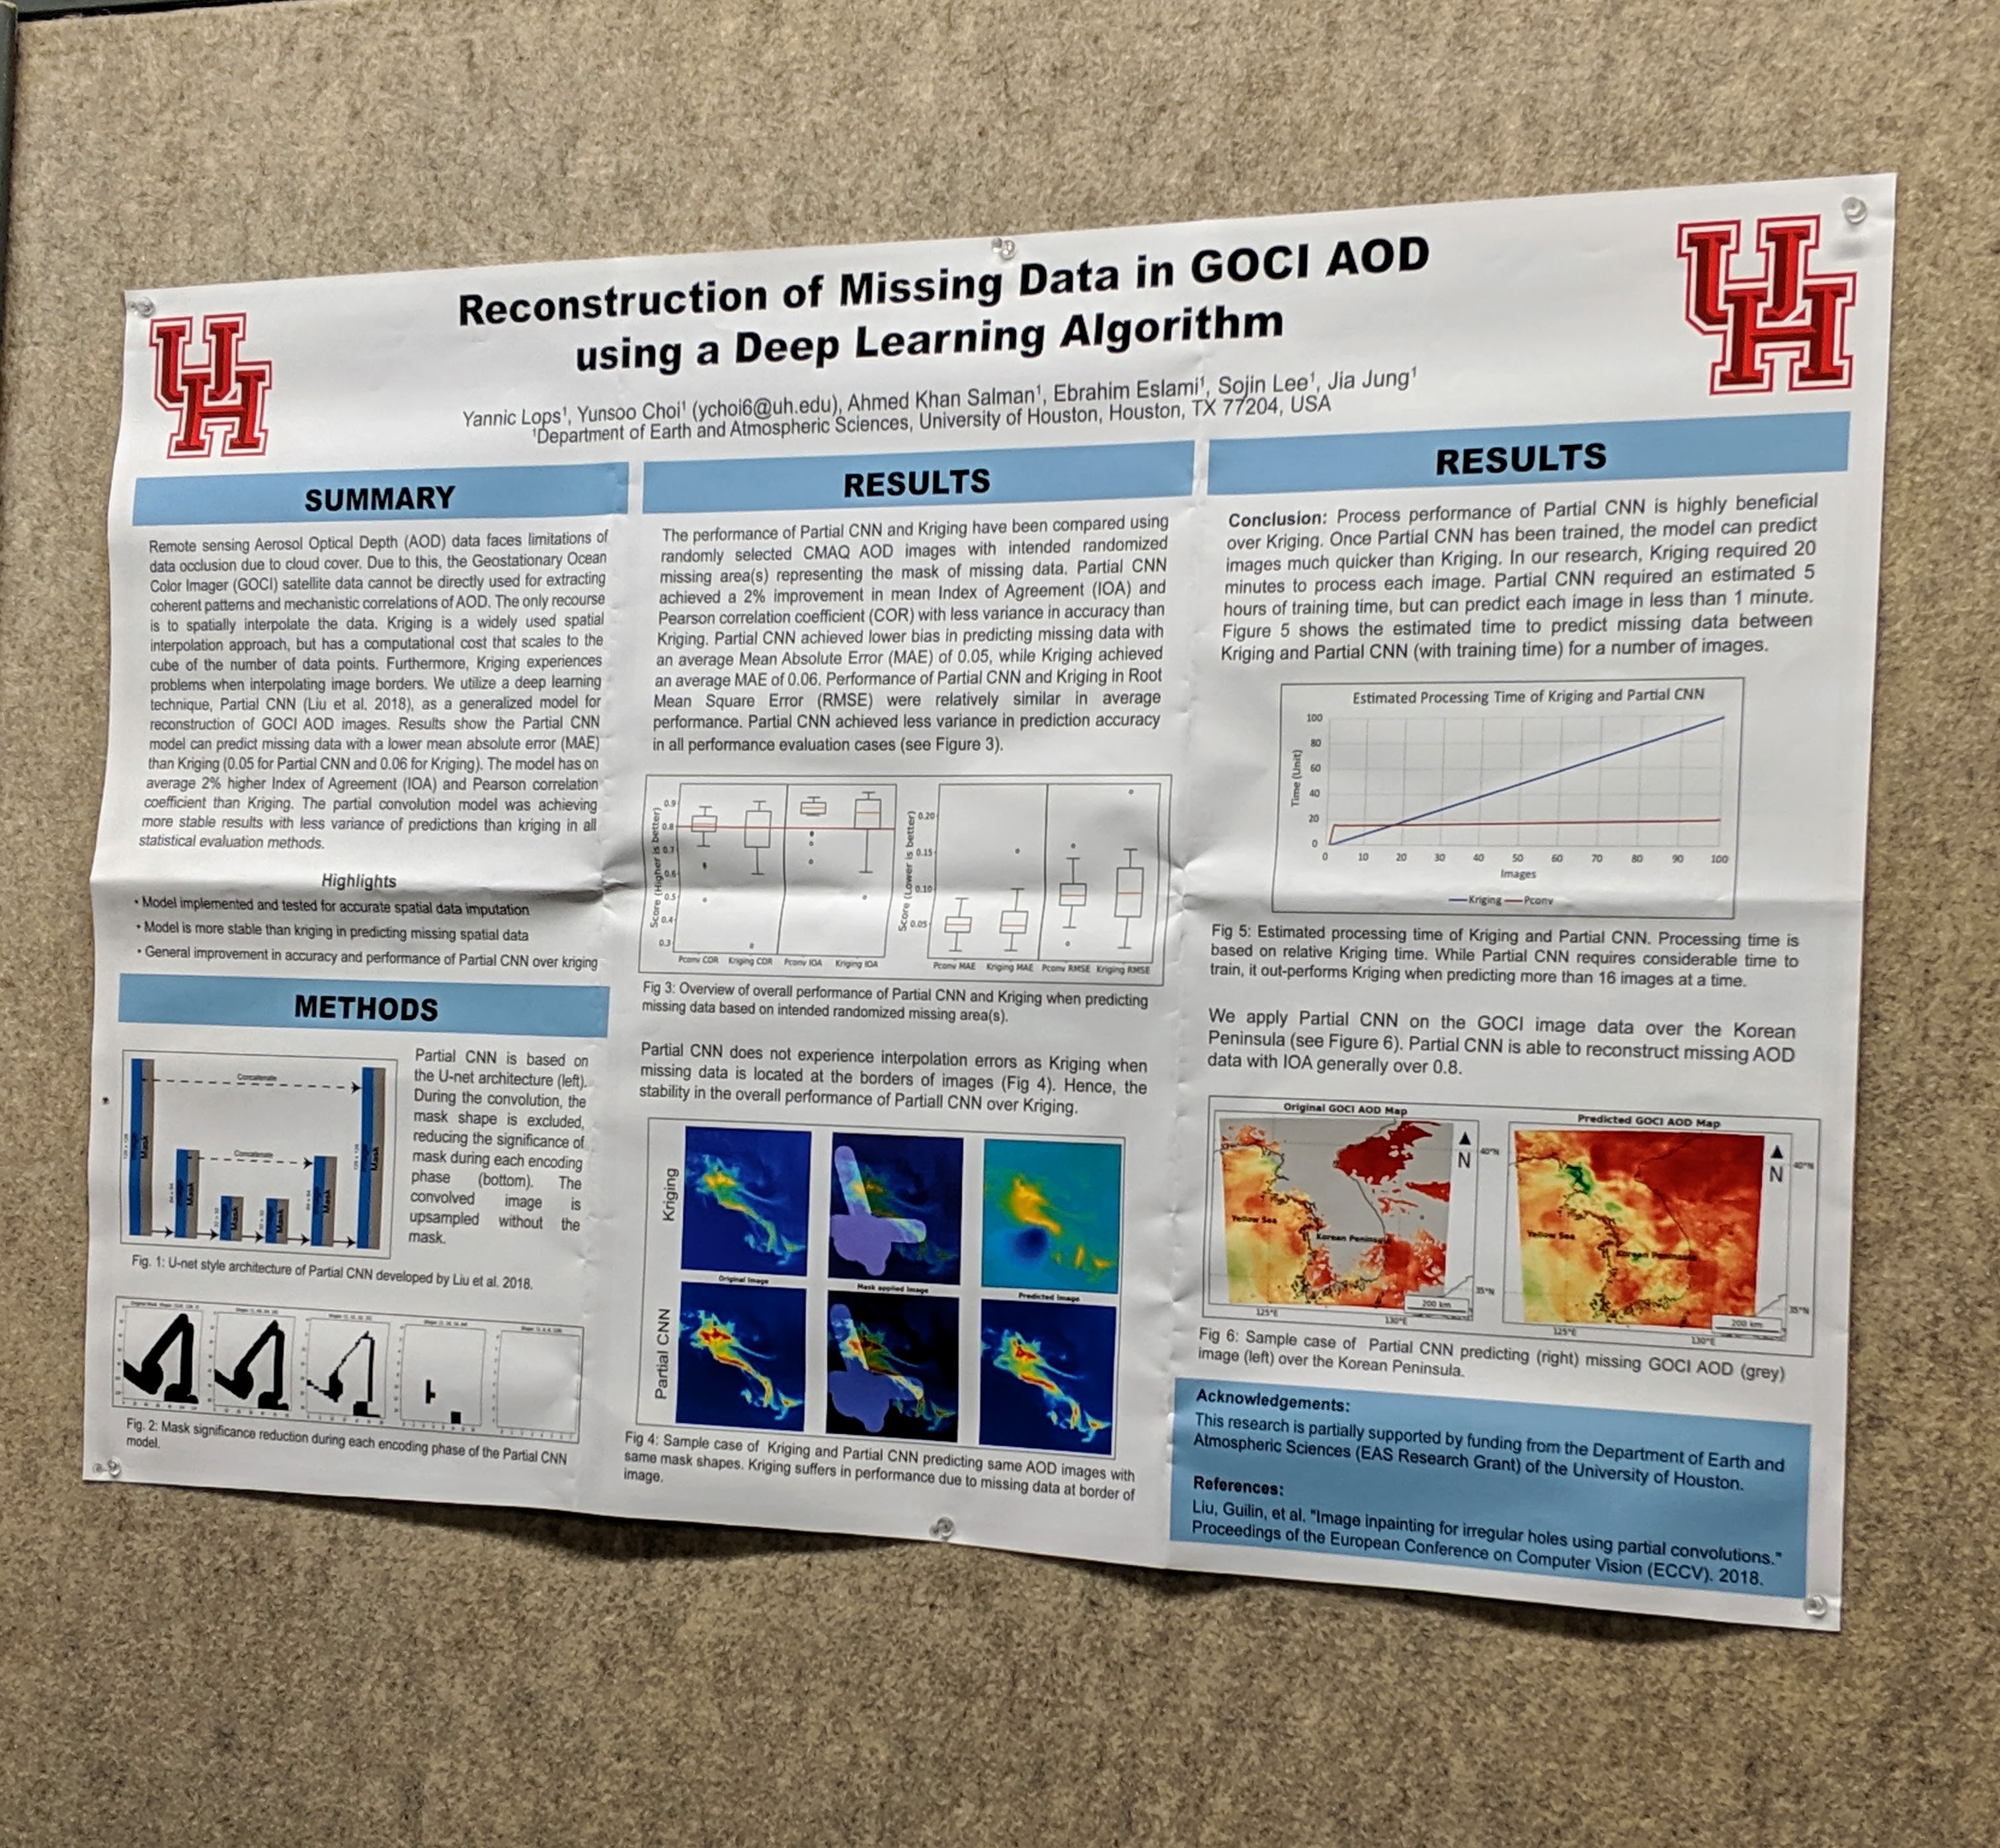 Reconstruction of Missing Data in GOCI AOD
using a Deep Learning Algorithm
Yannic Lops¹, Yunsoo Choi¹ (ychoi6@uh.edu), Ahmed Khan Salman¹, Ebrahim Eslami¹, Sojin Lee¹, Jia Jung¹
¹Department of Earth and Atmospheric Sciences, University of Houston, Houston, TX 77204, USA
UH
UH
SUMMARY
Remote sensing Aerosol Optical Depth (AOD) data faces limitations of
data occlusion due to cloud cover. Due to this, the Geostationary Ocean
Color Imager (GOCI) satellite data cannot be directly used for extracting
coherent patterns and mechanistic correlations of AOD. The only recourse
is to spatially interpolate the data. Kriging is a widely used spatial
interpolation approach, but has a computational cost that scales to the
cube of the number of data points. Furthermore, Kriging experiences
problems when interpolating image borders. We utilize a deep learning
technique, Partial CNN (Liu et al. 2018), as a generalized model for
reconstruction of GOCI AOD images. Results show the Partial CNN
model can predict missing data with a lower mean absolute error (MAE)
than Kriging (0.05 for Partial CNN and 0.06 for Kriging). The model has on
average 2% higher Index of Agreement (IOA) and Pearson correlation
coefficient than Kriging. The partial convolution model was achieving
more stable results with less variance of predictions than kriging in all
statistical evaluation methods.
Highlights
• Model implemented and tested for accurate spatial data imputation
• Model is more stable than kriging in predicting missing spatial data
• General improvement in accuracy and performance of Partial CNN over kriging
METHODS
Concatenate
Concatenate
Mask
Mask
Mask
Mask
Mask
Mask
Partial CNN is based on
the U-net architecture (left).
During the convolution, the
mask shape is excluded,
reducing the significance of
mask during each encoding
phase (bottom). The
convolved image is
upsampled without the
mask.
Fig. 1: U-net style architecture of Partial CNN developed by Liu et al. 2018.
Fig. 2: Mask significance reduction during each encoding phase of the Partial CNN
model.
RESULTS
The performance of Partial CNN and Kriging have been compared using
randomly selected CMAQ AOD images with intended randomized
missing area(s) representing the mask of missing data. Partial CNN
achieved a 2% improvement in mean Index of Agreement (IOA) and
Pearson correlation coefficient (COR) with less variance in accuracy than
Kriging. Partial CNN achieved lower bias in predicting missing data with
an average Mean Absolute Error (MAE) of 0.05, while Kriging achieved
an average MAE of 0.06. Performance of Partial CNN and Kriging in Root
Mean Square Error (RMSE) were relatively similar in average
performance. Partial CNN achieved less variance in prediction accuracy
in all performance evaluation cases (see Figure 3).
Score (Higher is better)
0.9
0.8
0.7
0.6
0.5
0.4
0.3
Pconv COR Kriging COR Pconv IOA Kriging IOA
Score (Lower is better)
0.20
0.15
0.10
0.05
Pconv MAE Kriging MAE Pconv RMSE Kriging RMSE
Fig 3: Overview of overall performance of Partial CNN and Kriging when predicting
missing data based on intended randomized missing area(s).
Partial CNN does not experience interpolation errors as Kriging when
missing data is located at the borders of images (Fig 4). Hence, the
stability in the overall performance of Partiall CNN over Kriging.
Kriging
Original Image
Mask applied Image
Predicted Image
Partial CNN
Fig 4: Sample case of Kriging and Partial CNN predicting same AOD images with
same mask shapes. Kriging suffers in performance due to missing data at border of
image.
RESULTS
Conclusion: Process performance of Partial CNN is highly beneficial
over Kriging. Once Partial CNN has been trained, the model can predict
images much quicker than Kriging. In our research, Kriging required 20
minutes to process each image. Partial CNN required an estimated 5
hours of training time, but can predict each image in less than 1 minute.
Figure 5 shows the estimated time to predict missing data between
Kriging and Partial CNN (with training time) for a number of images.
Estimated Processing Time of Kriging and Partial CNN
Time (Unit)
100
80
60
40
20
0
0 10 20 30 40 50 60 70 80 90 100
Images
Kriging Pconv
Fig 5: Estimated processing time of Kriging and Partial CNN. Processing time is
based on relative Kriging time. While Partial CNN requires considerable time to
train, it out-performs Kriging when predicting more than 16 images at a time.
We apply Partial CNN on the GOCI image data over the Korean
Peninsula (see Figure 6). Partial CNN is able to reconstruct missing AOD
data with IOA generally over 0.8.
Original GOCI AOD Map
N
40°N
Yellow Sea
Korean Peninsula
35°N
200 km
125°E
130°E
Predicted GOCI AOD Map
N
40°N
Yellow Sea
Korean Peninsula
35°N
200 km
125°E
130°E
Fig 6: Sample case of Partial CNN predicting (right) missing GOCI AOD (grey)
image (left) over the Korean Peninsula.
Acknowledgements:
This research is partially supported by funding from the Department of Earth and
Atmospheric Sciences (EAS Research Grant) of the University of Houston.
References:
Liu, Guilin, et al. "Image inpainting for irregular holes using partial convolutions."
Proceedings of the European Conference on Computer Vision (ECCV). 2018.